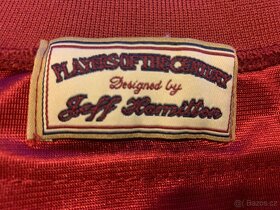 PLAYERS OF THE CENTURY
Designed by
Jeff Hamilton
Bazos.cz